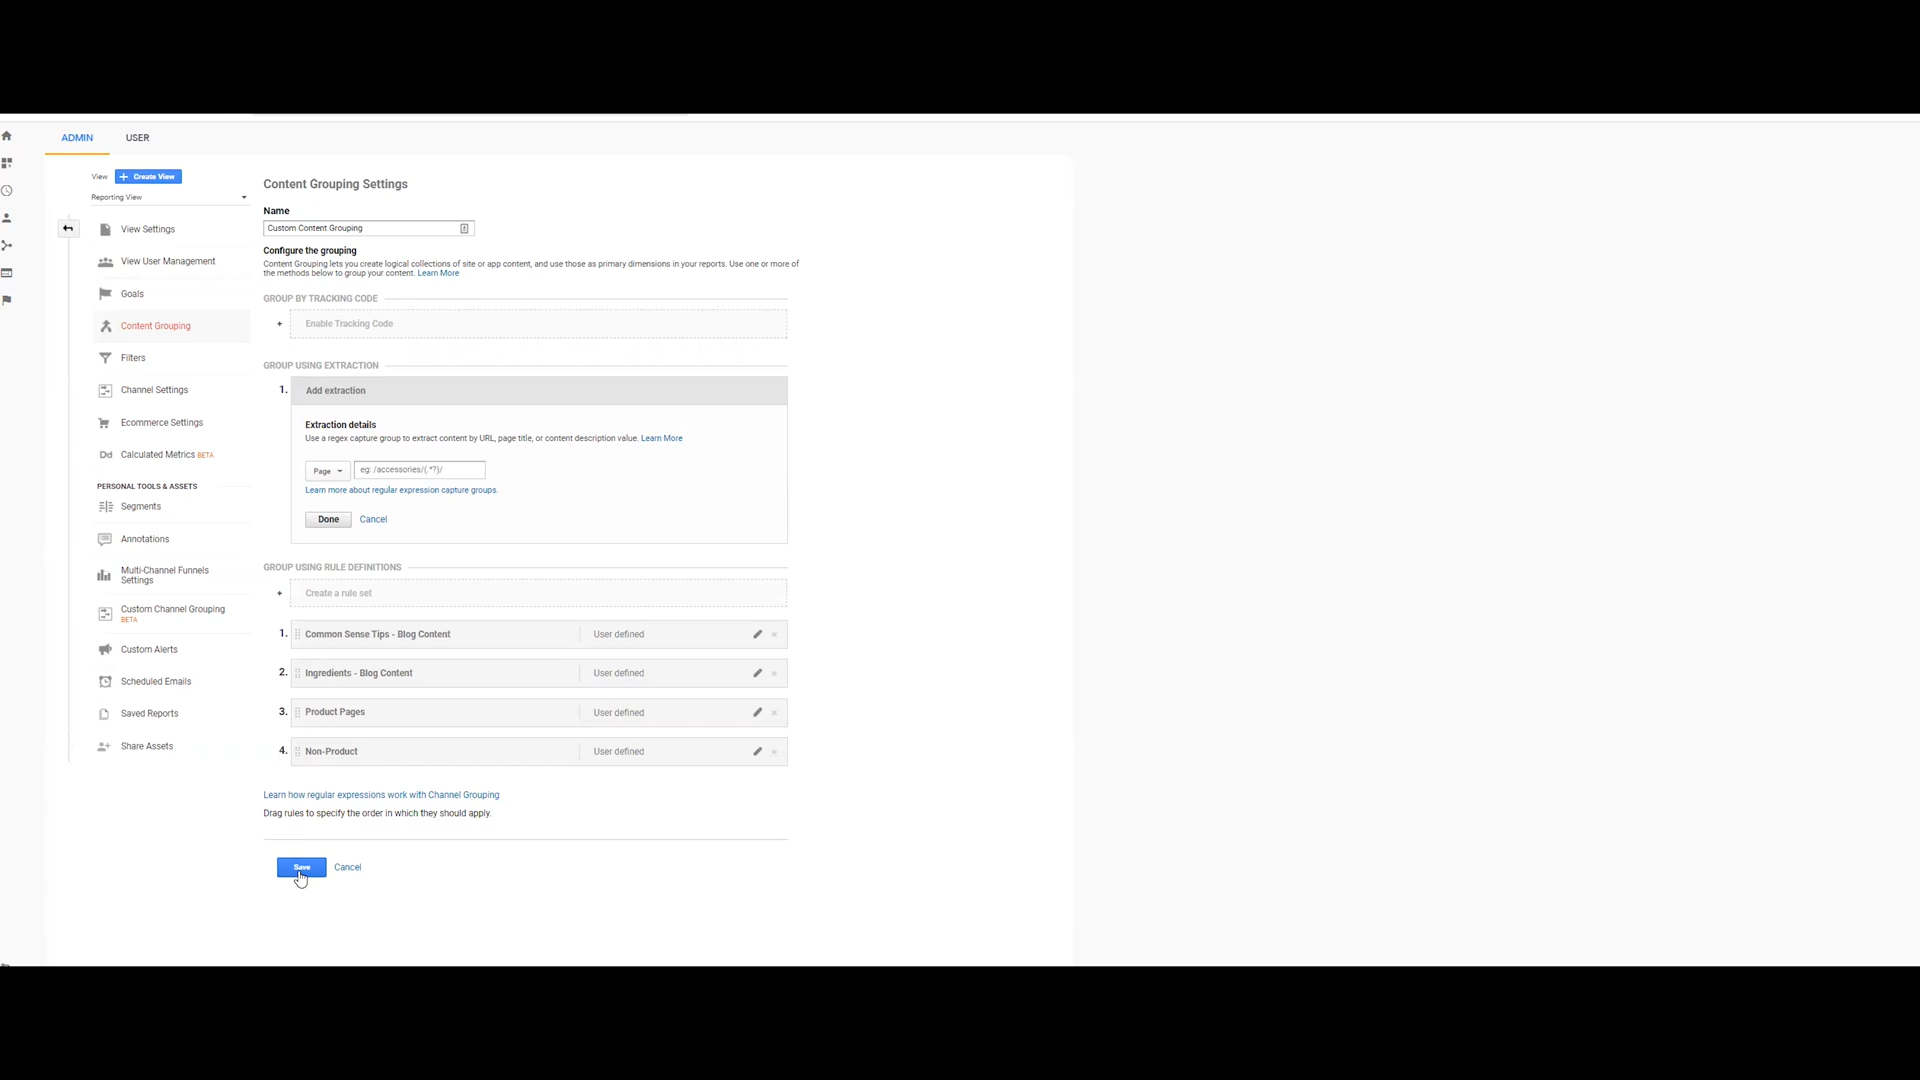 ADMIN
USER
View
Create View
Reporting View
View Settings
View User Management
Goals
Content Grouping
Filters
Channel Settings
Ecommerce Settings
Dd Calculated Metrics BETA
PERSONAL TOOLS & ASSETS
Segments
Annotations
Multi-Channel Funnels
Settings
Custom Channel Grouping
BETA
Custom Alerts
Scheduled Emails
Saved Reports
Share Assets
Content Grouping Settings
Name
Custom Content Grouping
Configure the grouping
Content Grouping lets you create logical collections of site or app content, and use those as primary dimensions in your reports. Use one or more of
the methods below to group your content. Learn More
GROUP BY TRACKING CODE
+ Enable Tracking Code
GROUP USING EXTRACTION
1. Add extraction
Extraction details
Use a regex capture group to extract content by URL, page title, or content description value. Learn More
Page
eg: /accessories/(.*?)/
Learn more about regular expression capture groups.
Done
Cancel
GROUP USING RULE DEFINITIONS
+ Create a rule set
1. Common Sense Tips - Blog Content User defined
2. Ingredients - Blog Content User defined
3. Product Pages User defined
4. Non-Product User defined
Learn how regular expressions work with Channel Grouping
Drag rules to specify the order in which they should apply.
Save
Cancel